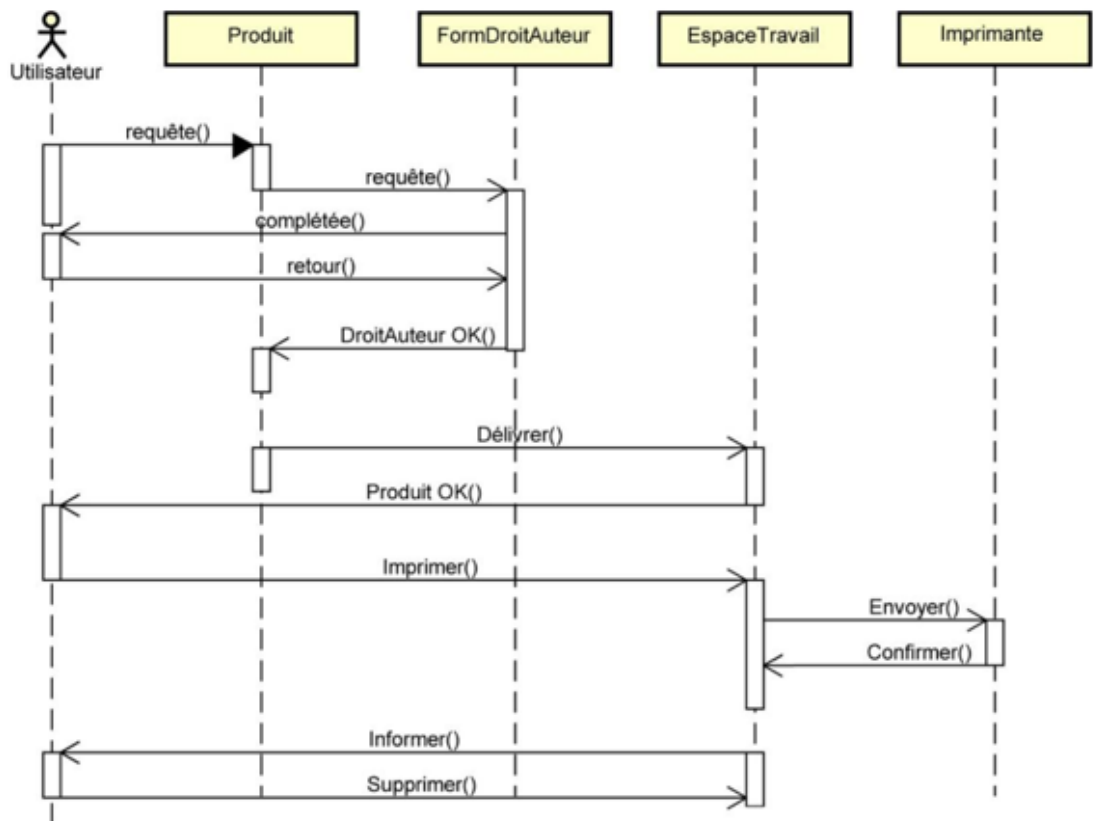 Utilisateur
Produit
FormDroitAuteur
EspaceTravail
Imprimante
requête()
requête()
complétée()
retour()
DroitAuteur OK()
Délivrer()
Produit OK()
Imprimer()
Envoyer()
Confirmer()
Informer()
Supprimer()